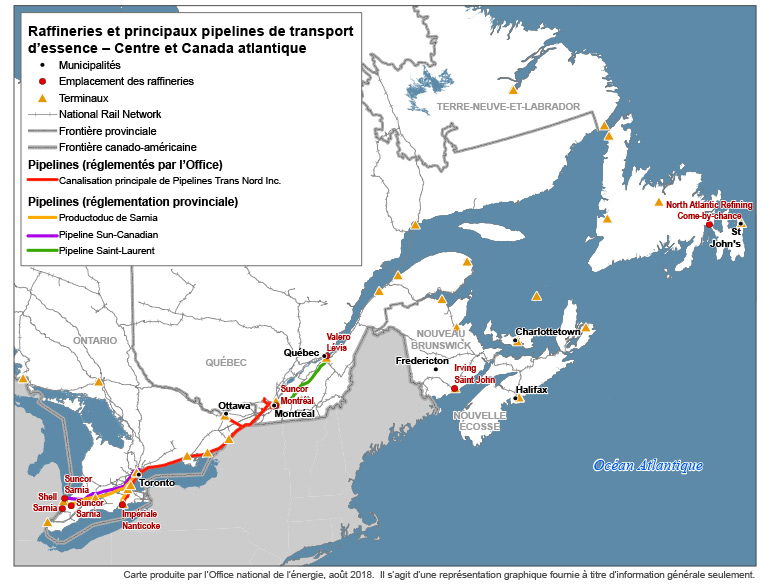 Raffineries et principaux pipelines de transport
d’essence – Centre et Canada atlantique
Municipalités
Emplacement des raffineries
Terminaux
National Rail Network
Frontière provinciale
Frontière canado-américaine
Pipelines (réglementés par l’Office)
Canalisation principale de Pipelines Trans Nord Inc.
Pipelines (réglementation provinciale)
Productoduc de Sarnia
Pipeline Sun-Canadian
Pipeline Saint-Laurent
TERRE-NEUVE-ET-LABRADOR
North Atlantic Refining
Come-by-chance
St
John's
ONTARIO
QUÉBEC
Québec
Valero
Lévis
NOUVEAU
BRUNSWICK
Charlottetown
Fredericton
Irving
Saint John
Halifax
NOUVELLE
ÉCOSSE
Suncor
Montréal
Montréal
Ottawa
Océan Atlantique
Toronto
Suncor
Sarnia
Shell
Sarnia
Suncor
Sarnia
Impériale
Nanticoke
Carte produite par l’Office national de l’énergie, août 2018. Il s’agit d’une représentation graphique fournie à titre d’information générale seulement.